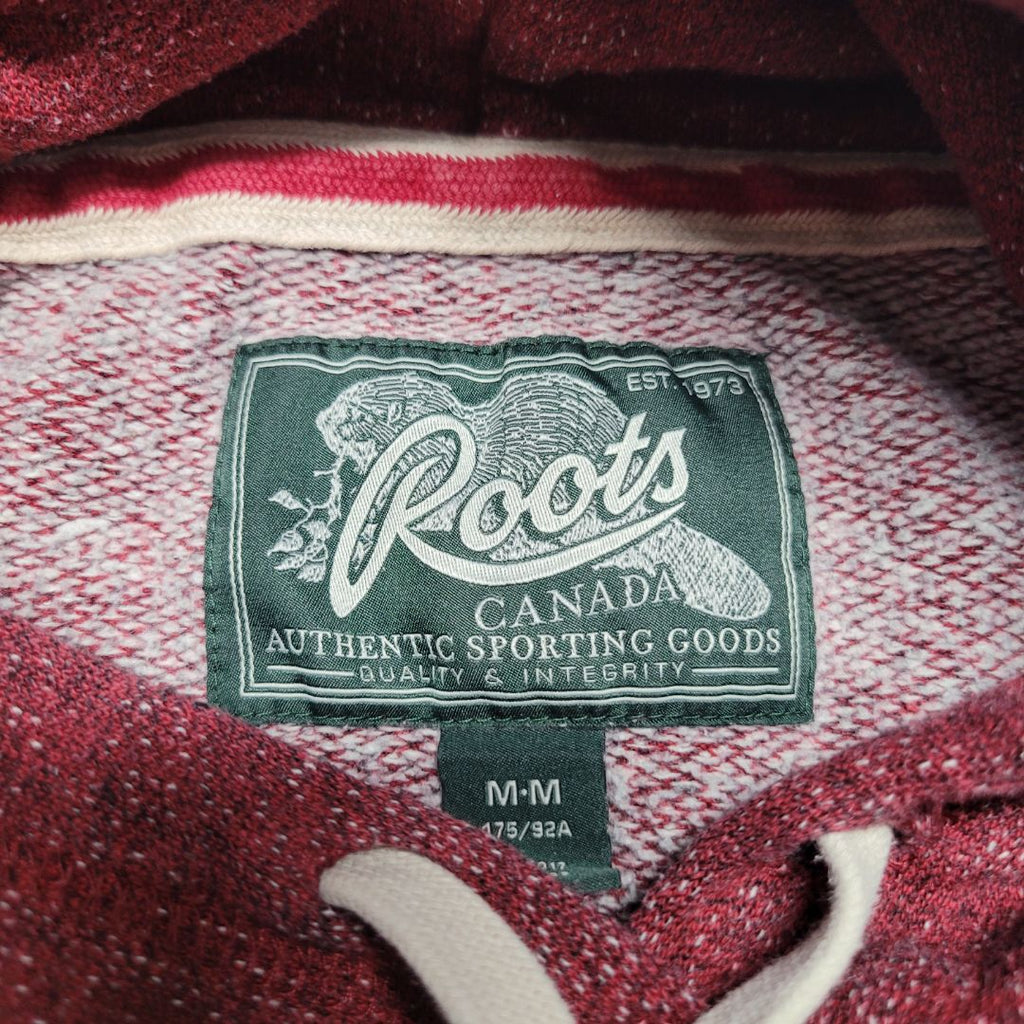 EST. 1973
Roots
CANADA
AUTHENTIC SPORTING GOODS
QUALITY & INTEGRITY
M·M
175/92A